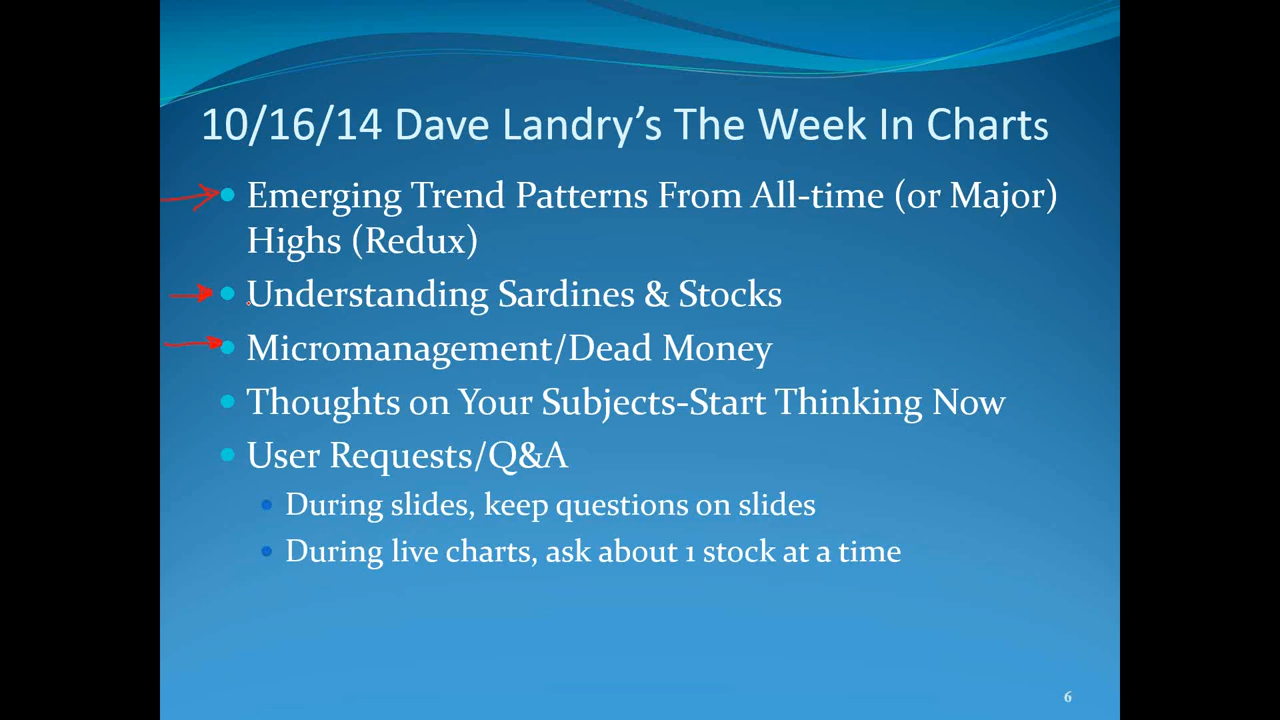 10/16/14 Dave Landry’s The Week In Charts
Emerging Trend Patterns From All-time (or Major)
Highs (Redux)
Understanding Sardines & Stocks
Micromanagement/Dead Money
Thoughts on Your Subjects-Start Thinking Now
User Requests/Q&A
During slides, keep questions on slides
During live charts, ask about 1 stock at a time
6